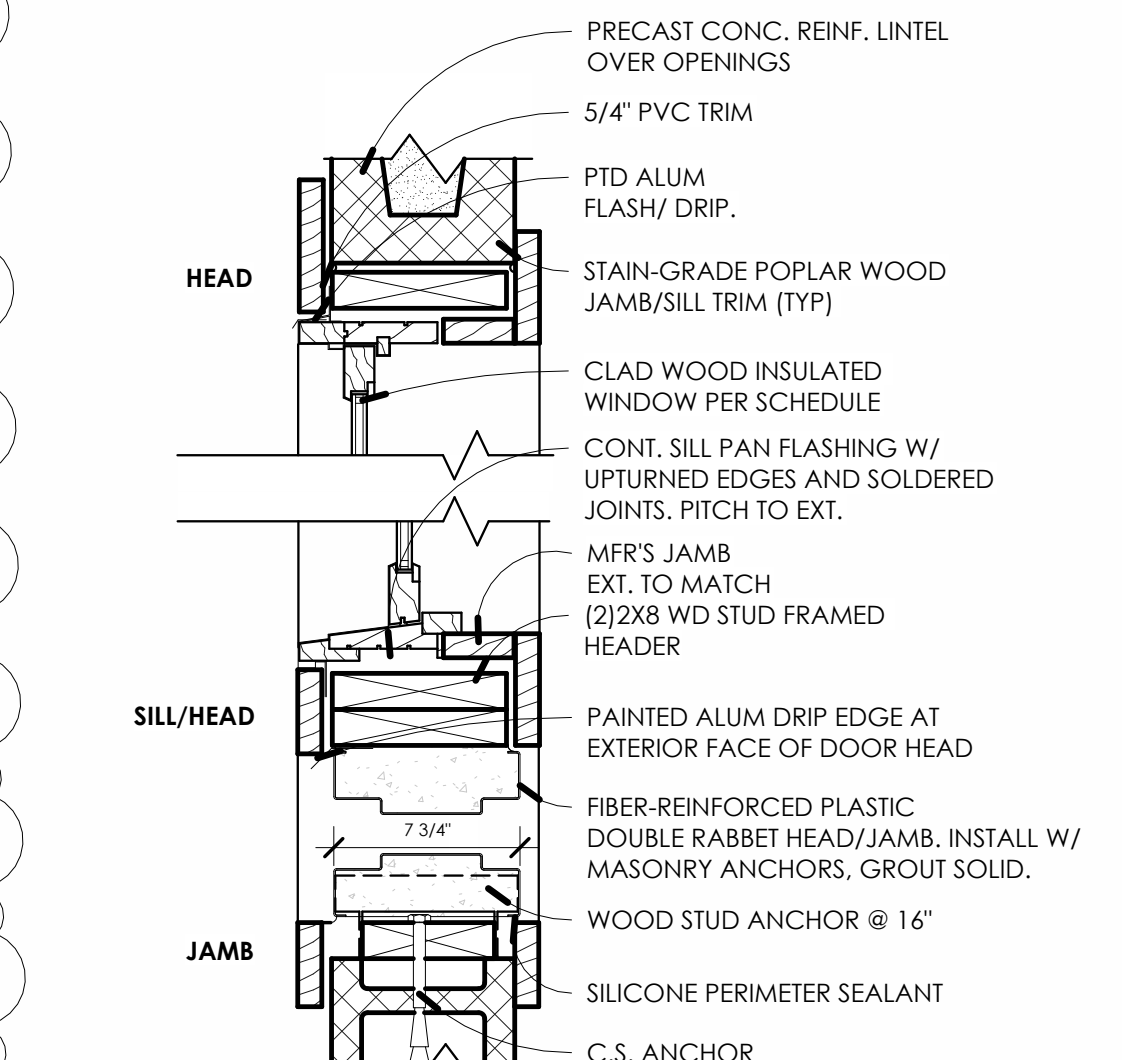 PRECAST CONC. REINF. LINTEL
OVER OPENINGS
5/4" PVC TRIM
PTD ALUM
FLASH/ DRIP.
HEAD
STAIN-GRADE POPLAR WOOD
JAMB/SILL TRIM (TYP)
CLAD WOOD INSULATED
WINDOW PER SCHEDULE
CONT. SILL PAN FLASHING W/
UPTURNED EDGES AND SOLDERED
JOINTS. PITCH TO EXT.
MFR'S JAMB
EXT. TO MATCH
(2)2X8 WD STUD FRAMED
HEADER
SILL/HEAD
PAINTED ALUM DRIP EDGE AT
EXTERIOR FACE OF DOOR HEAD
FIBER-REINFORCED PLASTIC
DOUBLE RABBET HEAD/JAMB. INSTALL W/
MASONRY ANCHORS, GROUT SOLID.
7 3/4"
WOOD STUD ANCHOR @ 16"
JAMB
SILICONE PERIMETER SEALANT
C.S. ANCHOR